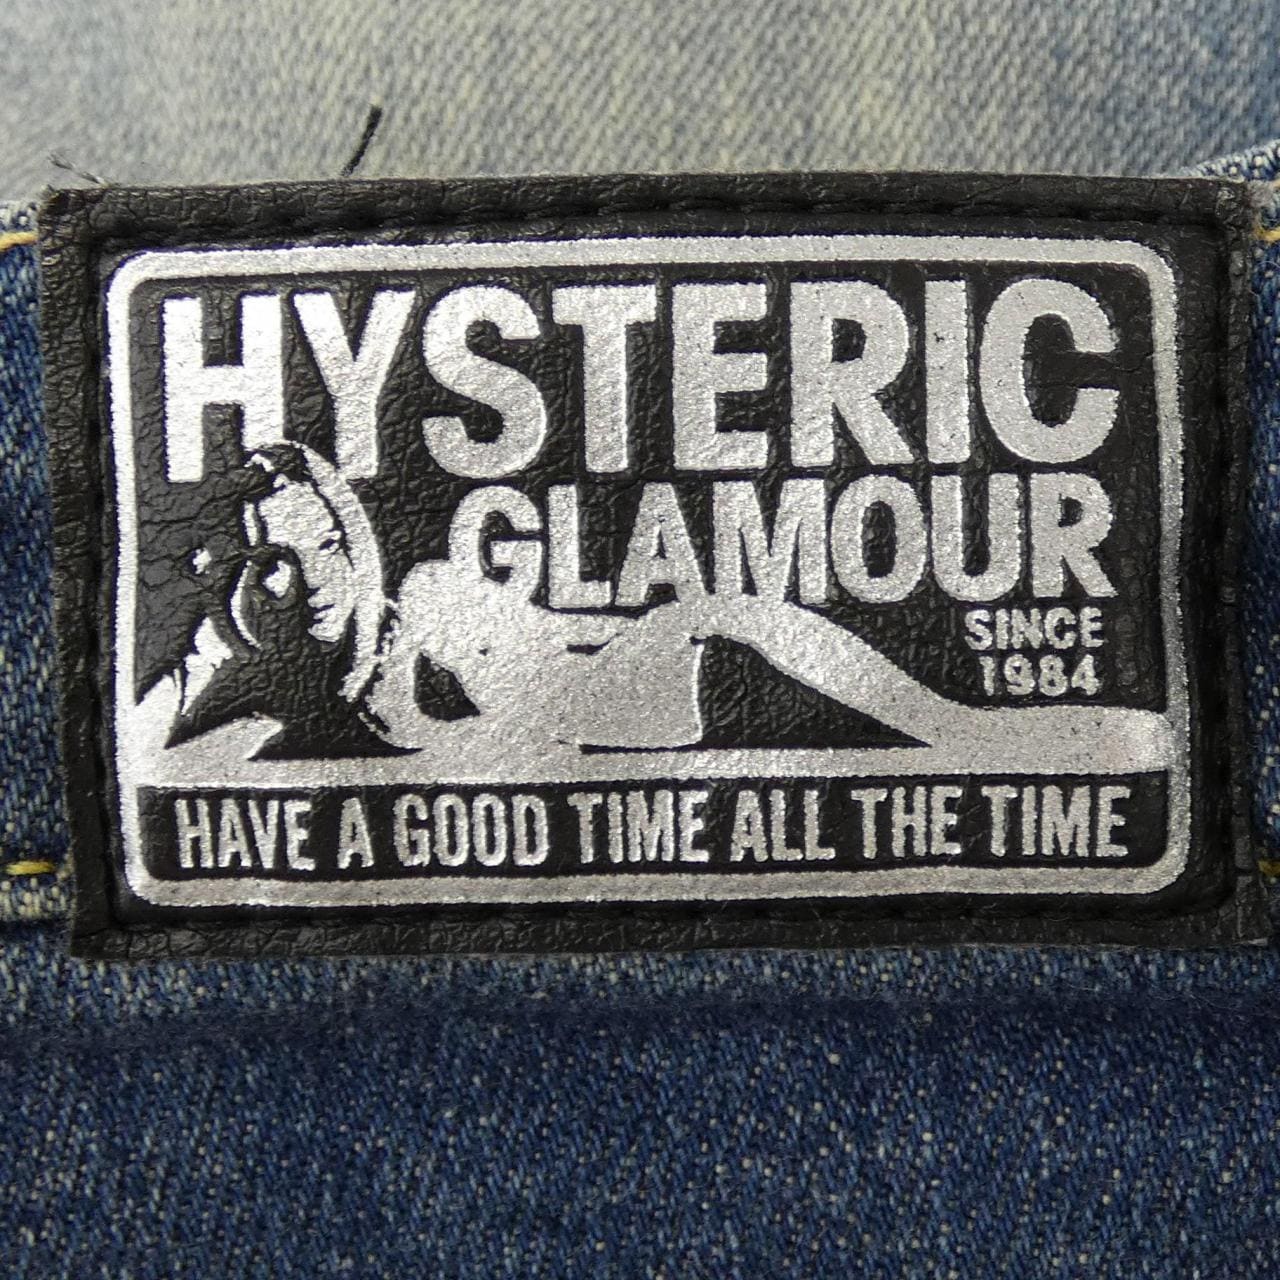 HYSTERIC
GLAMOUR
SINCE
1984
HAVE A GOOD TIME ALL THE TIME